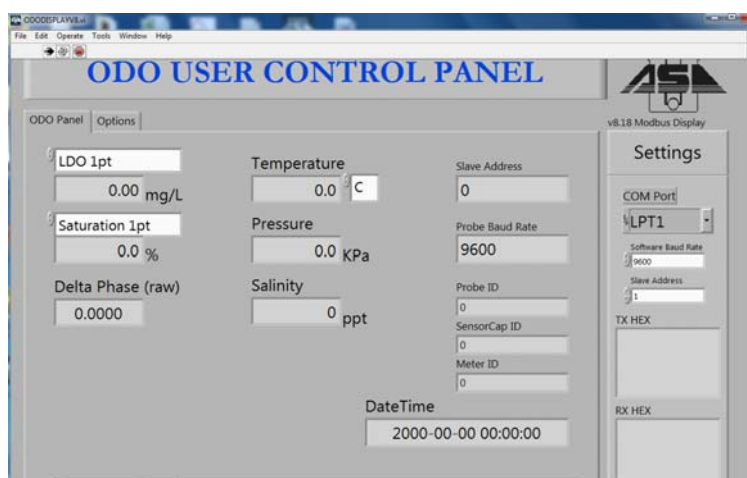 ODODISPLAYV8.vi
File Edit Operate Tools Window Help
ODO USER CONTROL PANEL
ASA
v8.18 Modbus Display
ODO Panel
Options
LDO 1pt
0.00 mg/L
Saturation 1pt
0.0 %
Delta Phase (raw)
0.0000
Temperature
0.0 C
Pressure
0.0 KPa
Salinity
0 ppt
Slave Address
0
Probe Baud Rate
9600
Probe ID
0
SensorCap ID
0
Meter ID
0
DateTime
2000-00-00 00:00:00
Settings
COM Port
LPT1
Software Baud Rate
9600
Slave Address
1
TX HEX
RX HEX